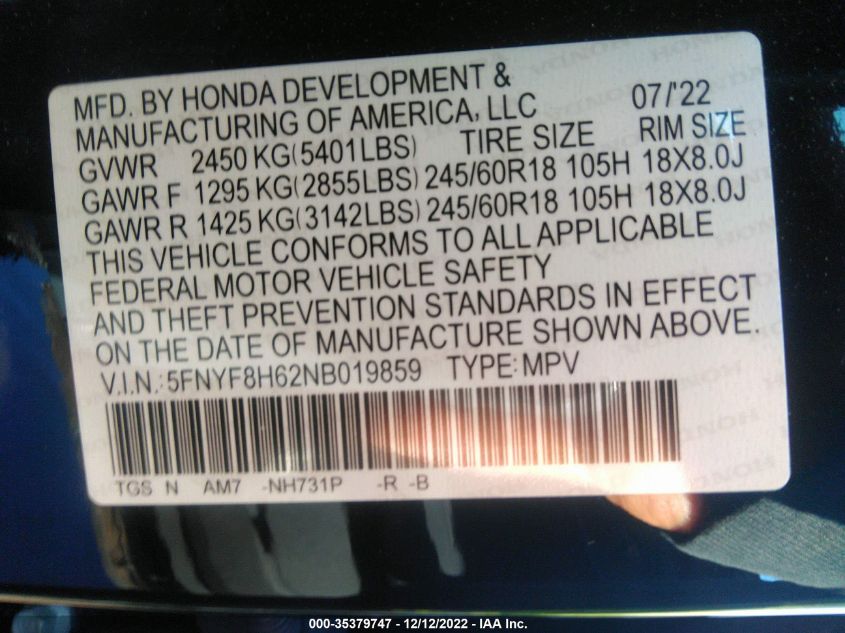 MFD. BY HONDA DEVELOPMENT &
MANUFACTURING OF AMERICA, LLC 07/'22
GVWR 2450 KG(5401LBS) TIRE SIZE RIM SIZE
GAWR F 1295 KG(2855LBS) 245/60R18 105H 18X8.0J
GAWR R 1425 KG(3142LBS) 245/60R18 105H 18X8.0J
THIS VEHICLE CONFORMS TO ALL APPLICABLE
FEDERAL MOTOR VEHICLE SAFETY
AND THEFT PREVENTION STANDARDS IN EFFECT
ON THE DATE OF MANUFACTURE SHOWN ABOVE.
V.I.N.: 5FNYF8H62NB019859 TYPE: MPV
TGS N AM7 -NH731P -R -B
000-35379747 - 12/12/2022 - IAA Inc.